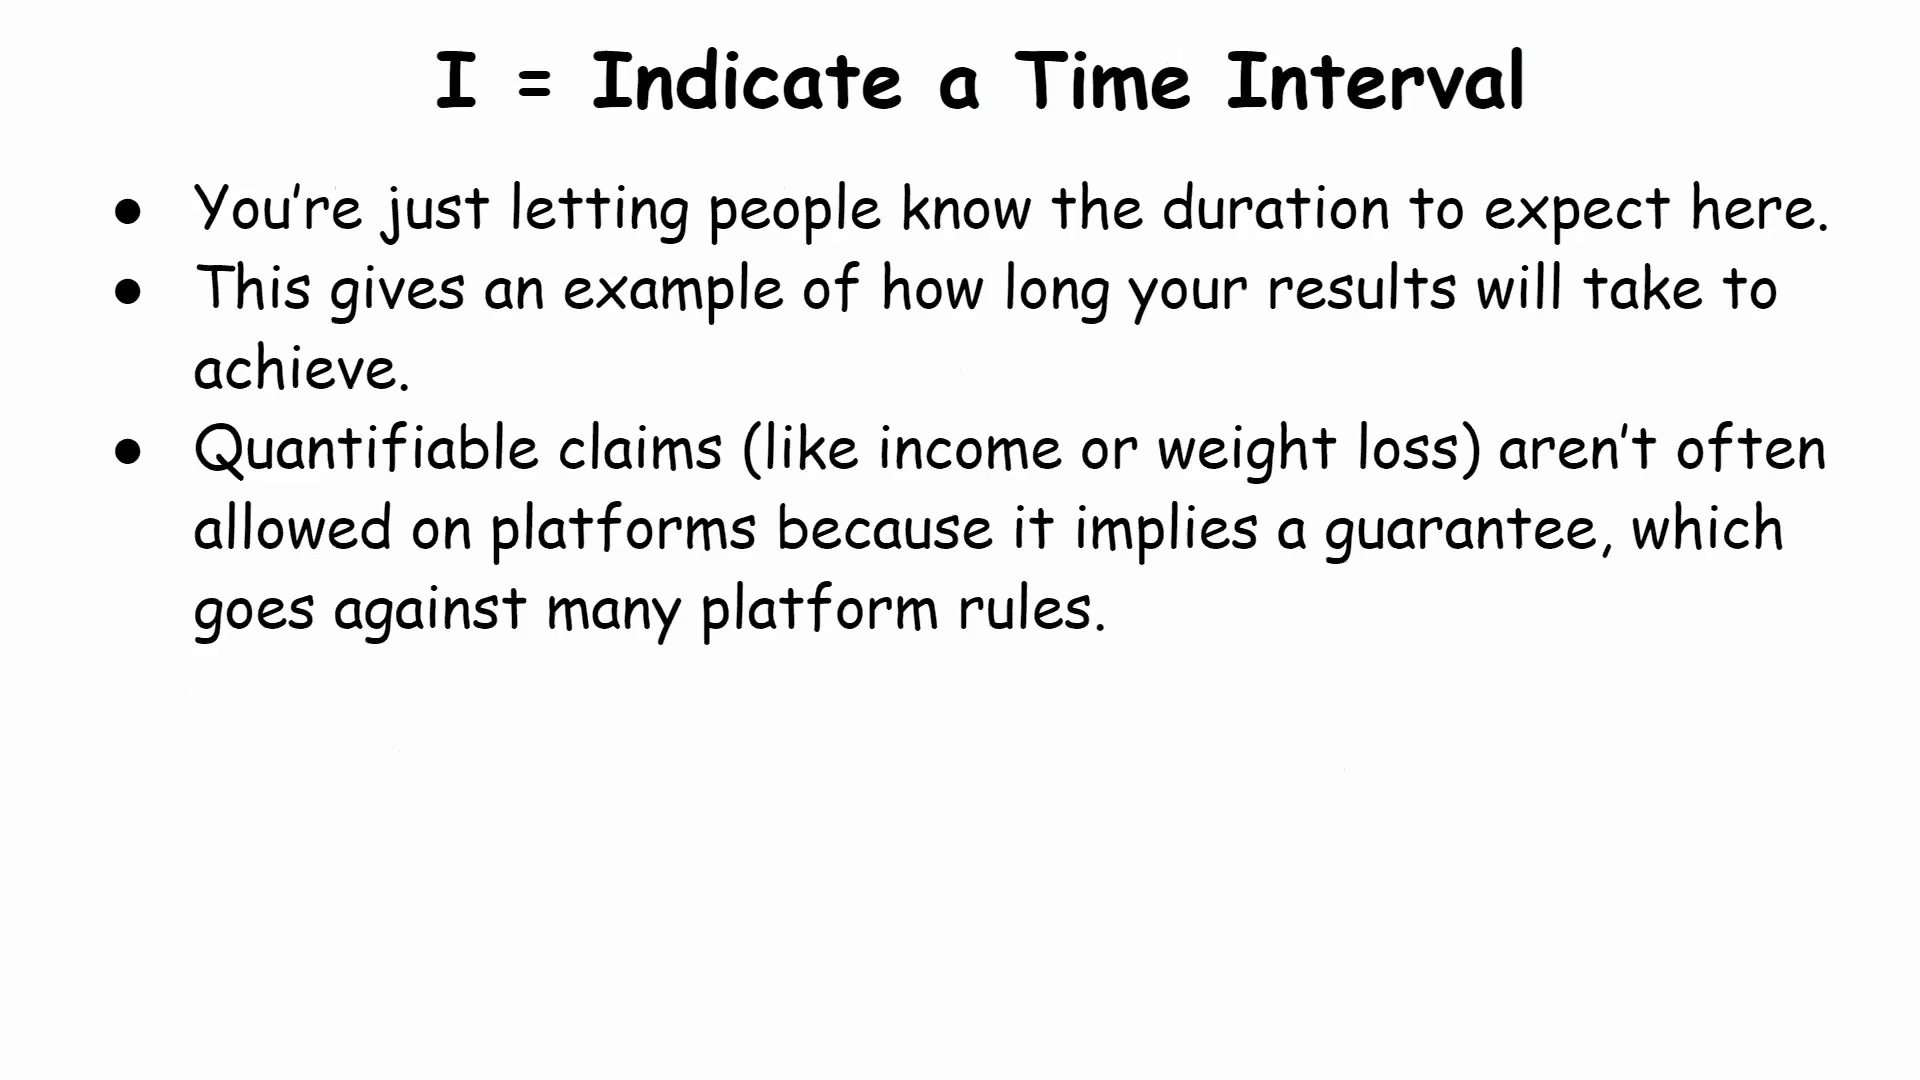 I = Indicate a Time Interval
● You’re just letting people know the duration to expect here.
● This gives an example of how long your results will take to
achieve.
● Quantifiable claims (like income or weight loss) aren’t often
allowed on platforms because it implies a guarantee, which
goes against many platform rules.